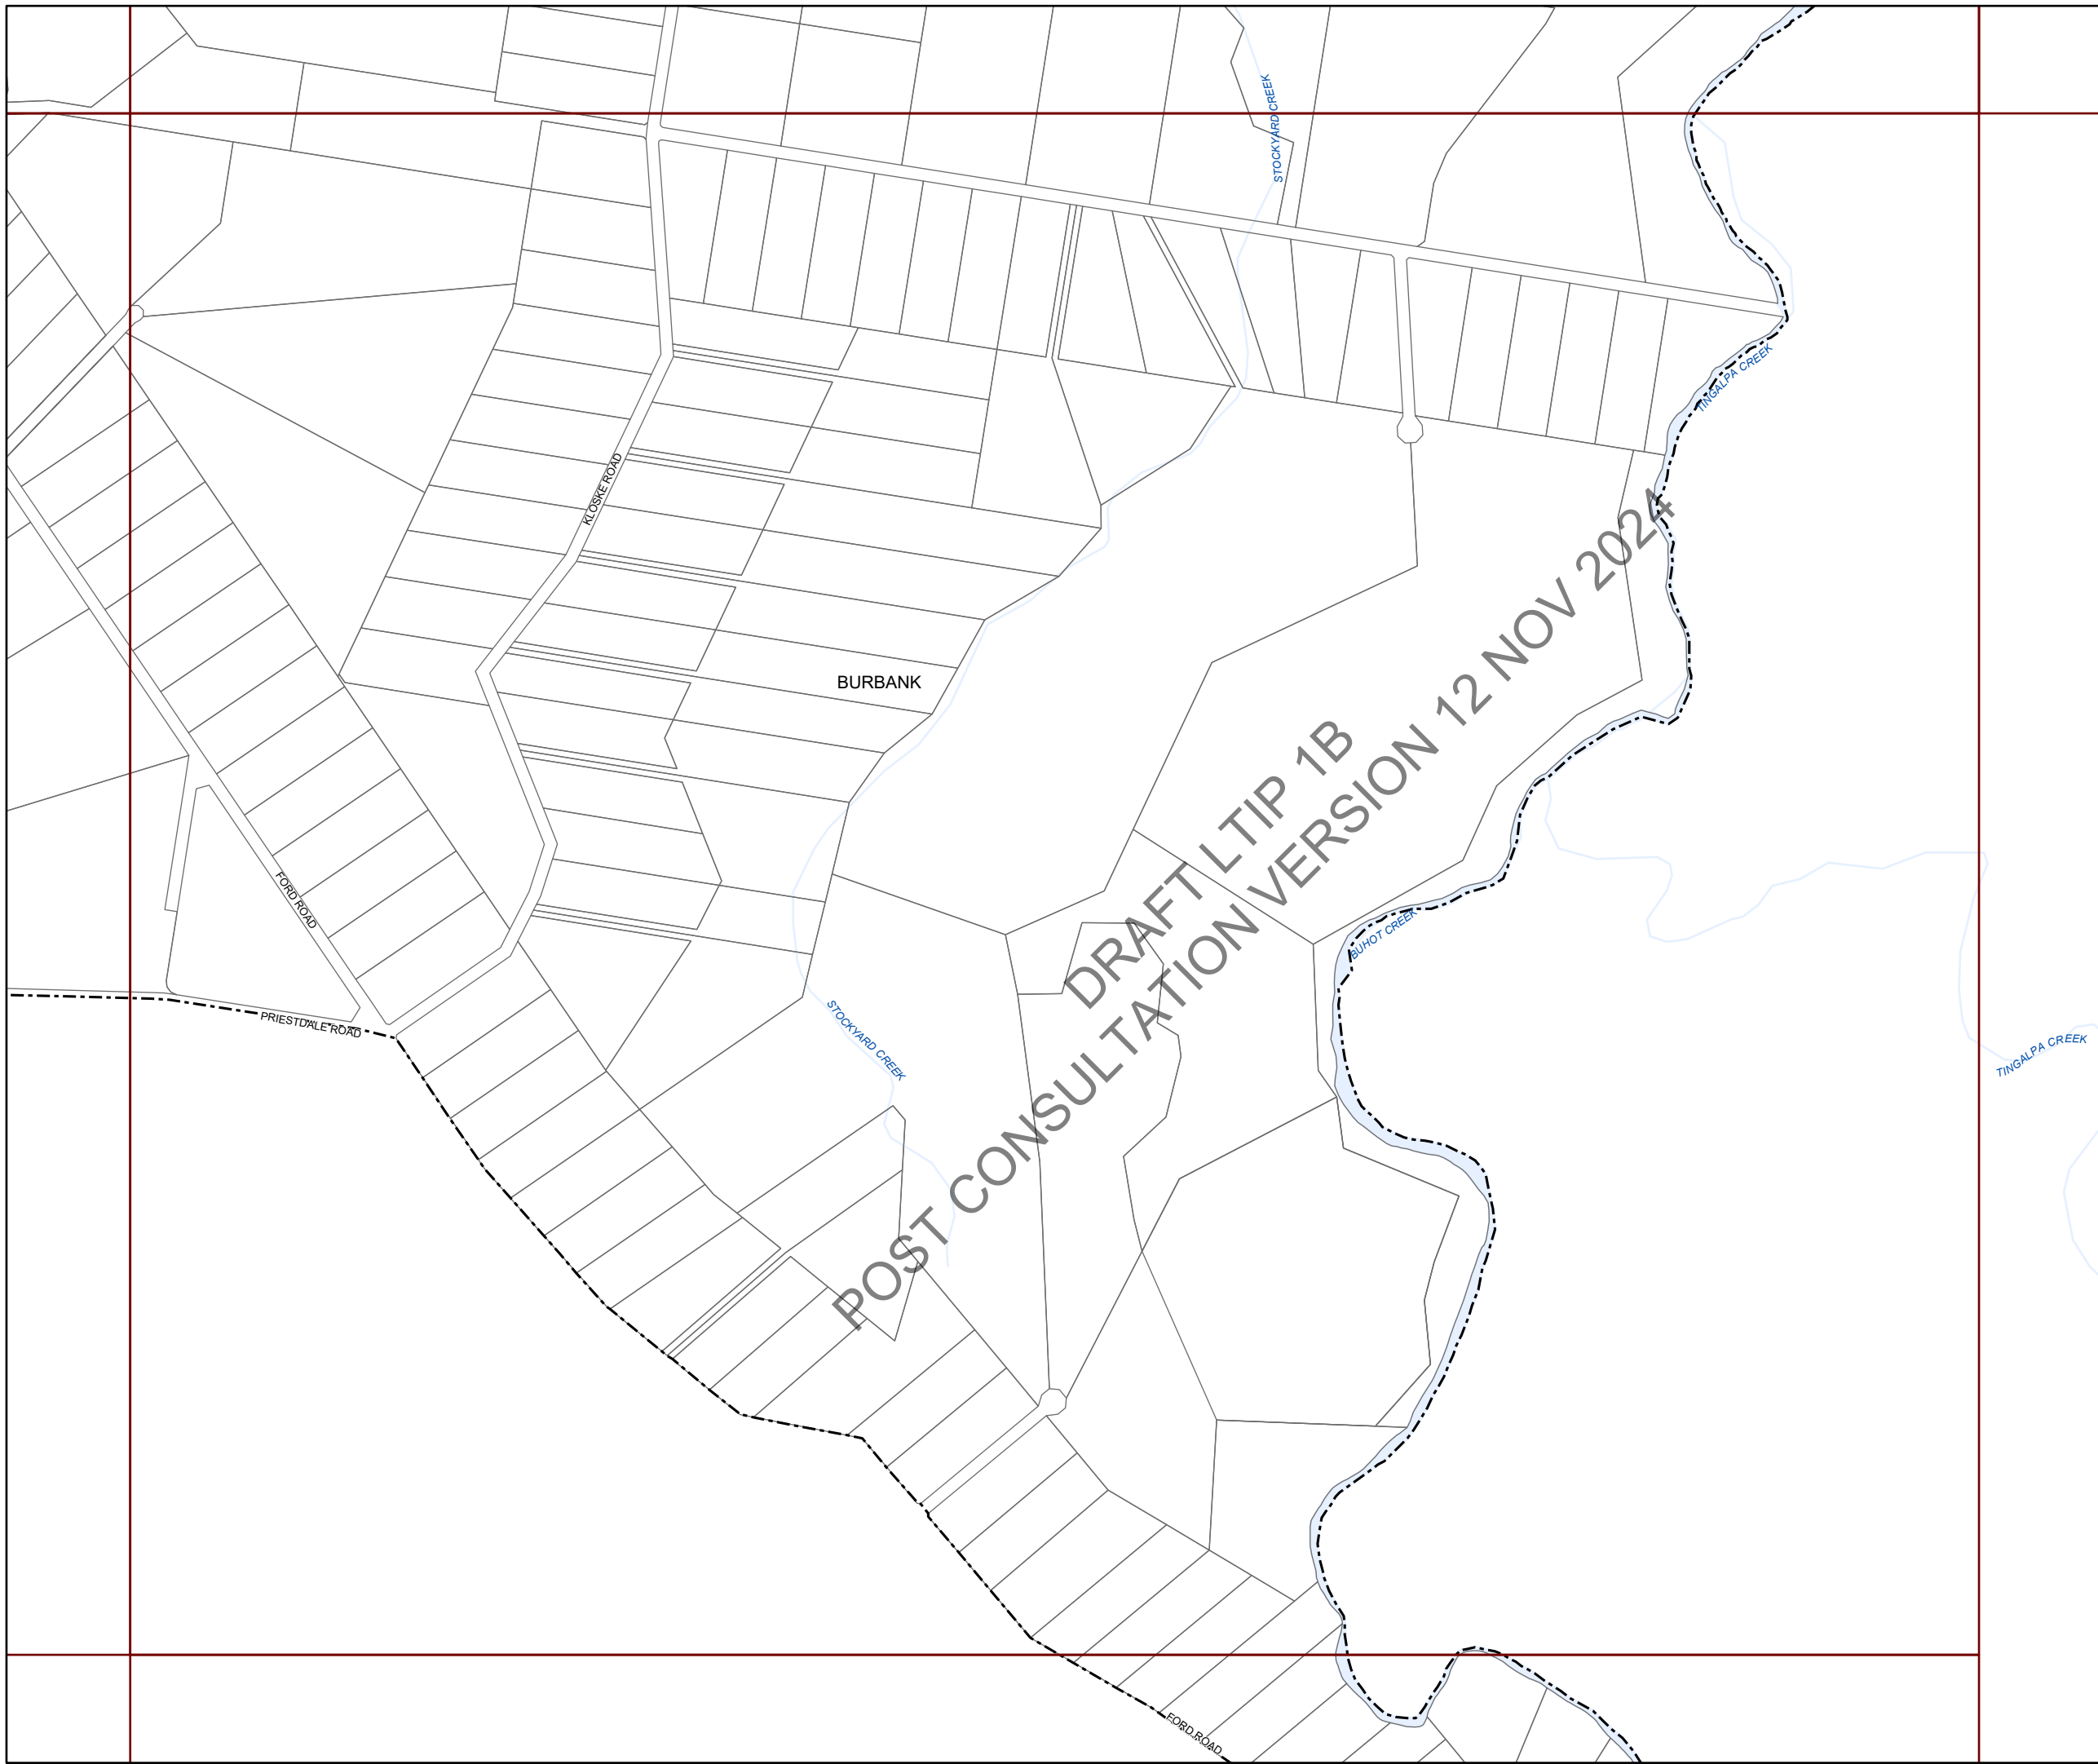 STOCKYARD CREEK
TINGALPA CREEK
KLOSKE ROAD
BURBANK
DRAFT LTIP 1B
POST CONSULTATION VERSION 12 NOV 2024
FORD ROAD
BUHOT CREEK
PRIESTDALE ROAD
STOCKYARD CREEK
TINGALPA CREEK
FORD ROAD